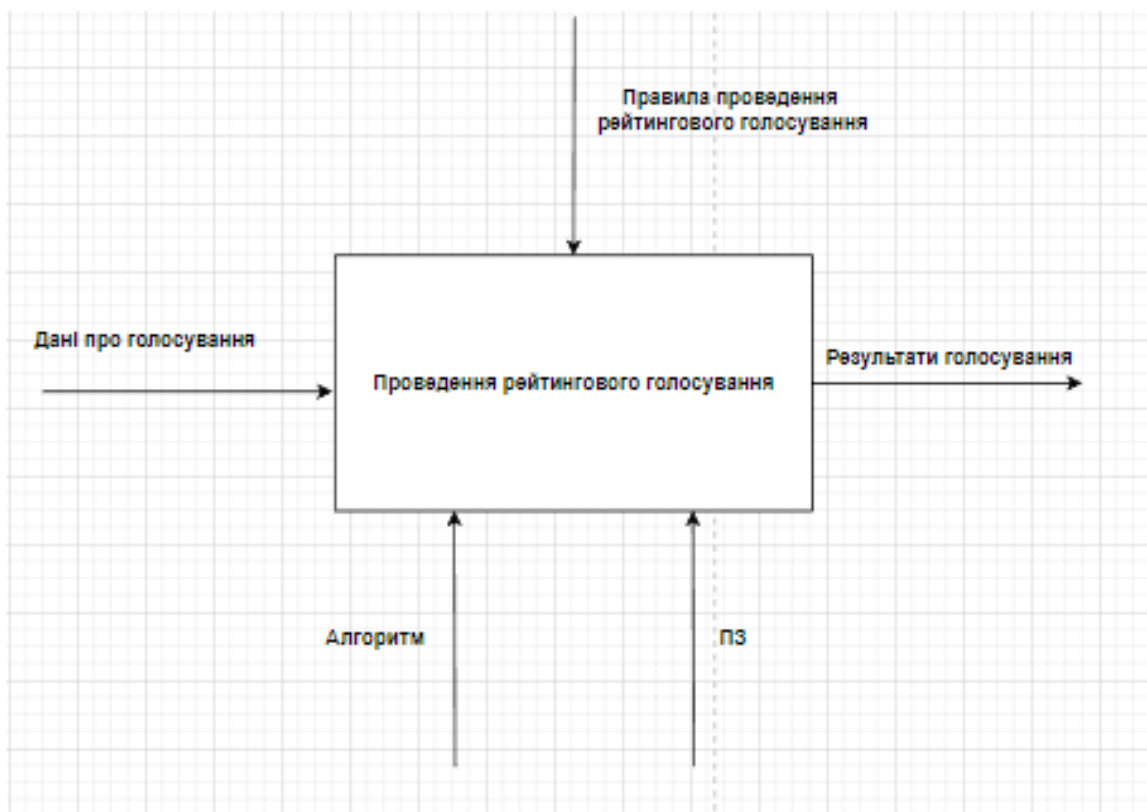 Правила проведення
рейтингового голосування
Дані про голосування
Проведення рейтингового голосування
Результати голосування
Алгоритм
ПЗ